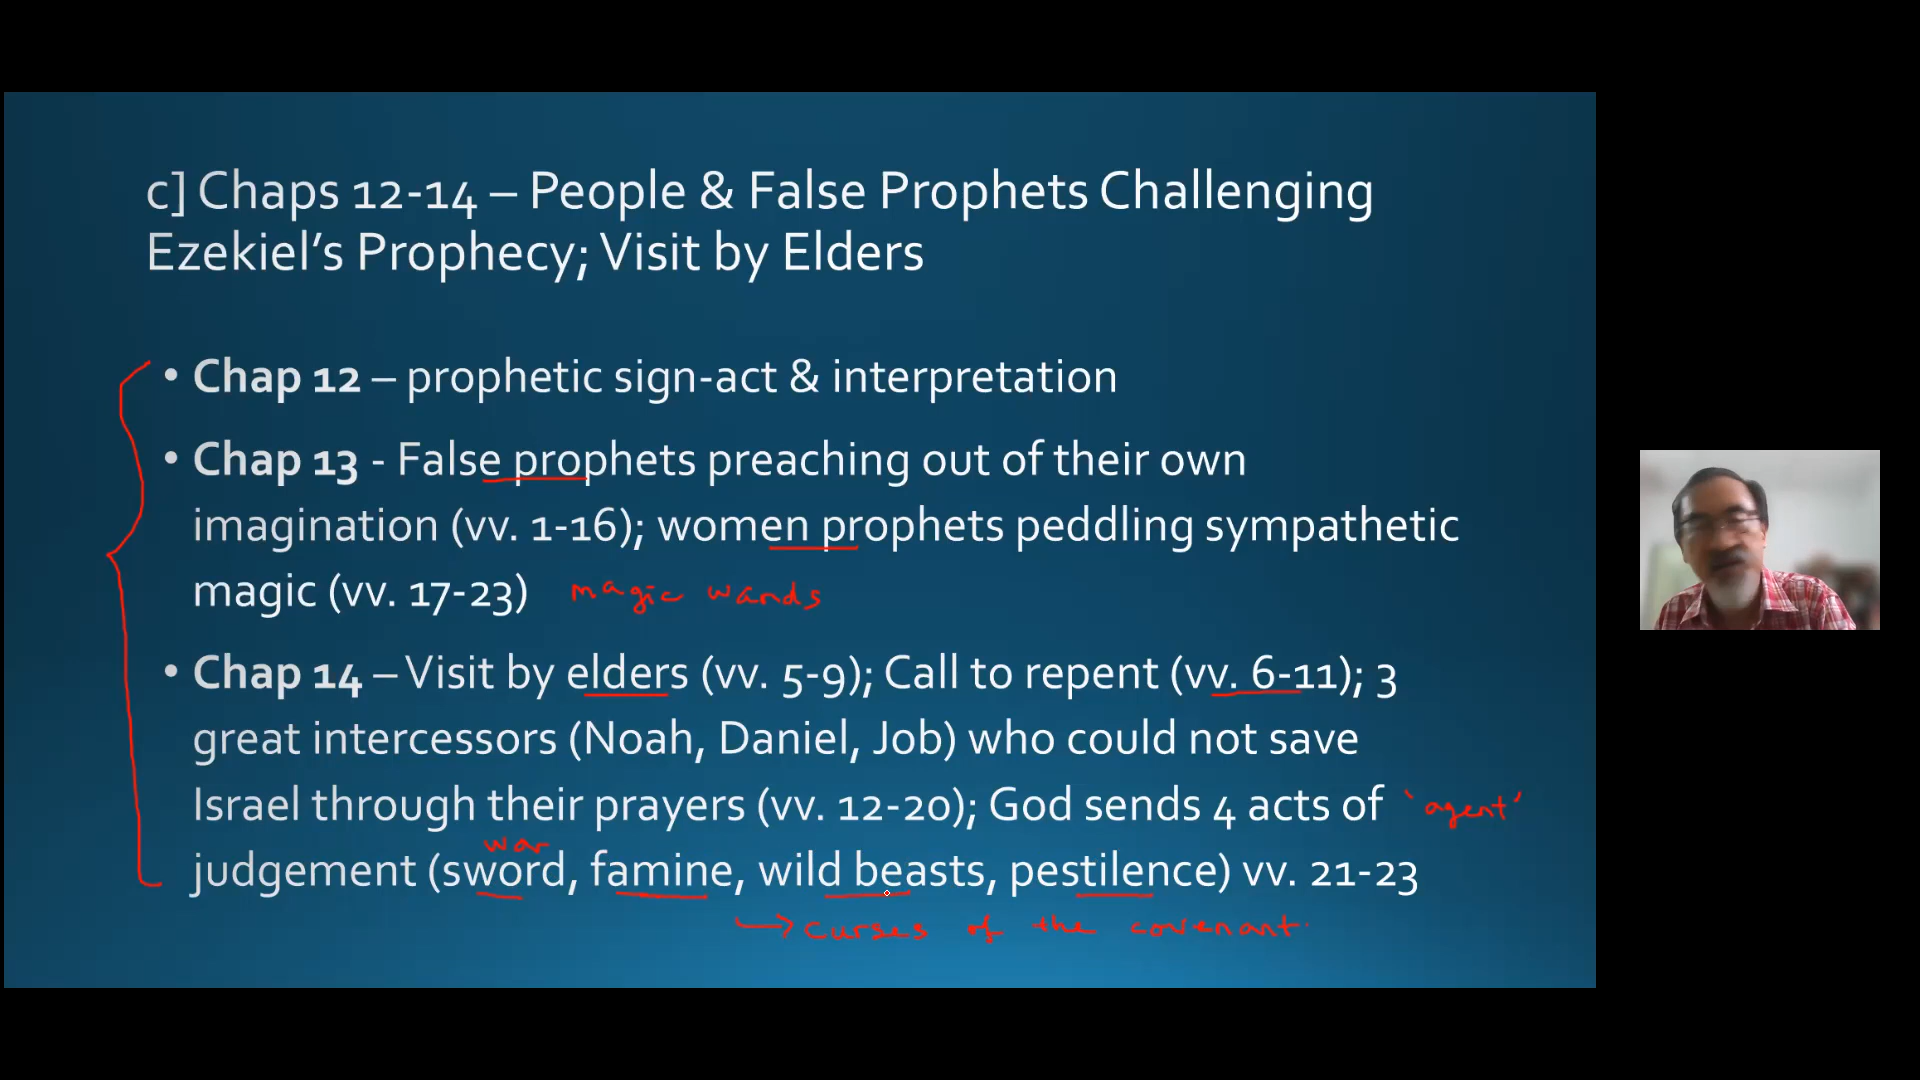 c] Chaps 12-14 – People & False Prophets Challenging
Ezekiel’s Prophecy; Visit by Elders
• Chap 12 – prophetic sign-act & interpretation
• Chap 13 - False prophets preaching out of their own
imagination (vv. 1-16); women prophets peddling sympathetic
magic (vv. 17-23) magic wands
• Chap 14 – Visit by elders (vv. 5-9); Call to repent (vv. 6-11); 3
great intercessors (Noah, Daniel, Job) who could not save
Israel through their prayers (vv. 12-20); God sends 4 acts of 'agent'
war
judgement (sword, famine, wild beasts, pestilence) vv. 21-23
→ curses of the covenant.